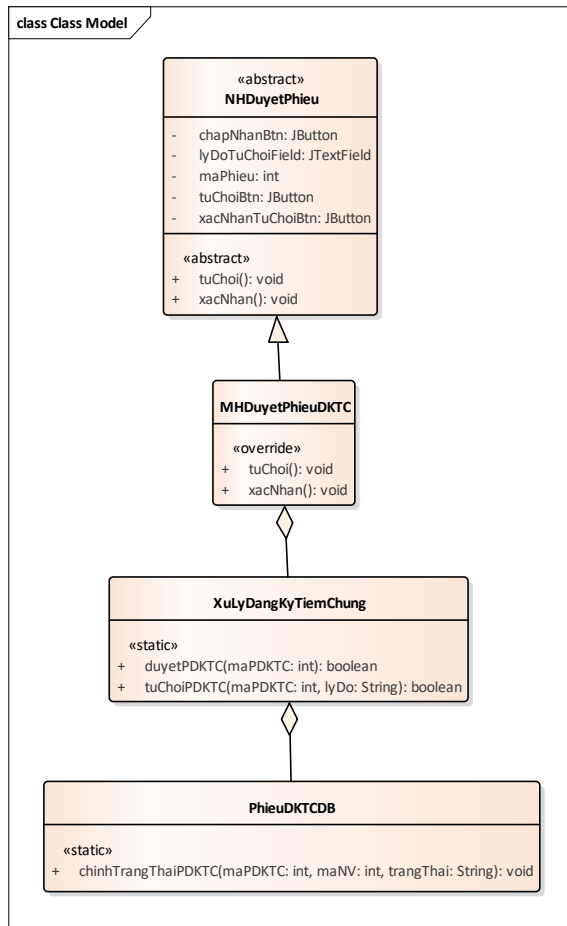 class Class Model
«abstract»
NHDuyetPhieu
- chapNhanBtn: JButton
- lyDoTuChoiField: JTextField
- maPhieu: int
- tuChoiBtn: JButton
- xacNhanTuChoiBtn: JButton
«abstract»
+ tuChoi(): void
+ xacNhan(): void
MHDuyetPhieuDKTC
«override»
+ tuChoi(): void
+ xacNhan(): void
XuLyDangKyTiemChung
«static»
+ duyetPDKTC(maPDKTC: int): boolean
+ tuChoiPDKTC(maPDKTC: int, lyDo: String): boolean
PhieuDKTCDB
«static»
+ chinhTrangThaiPDKTC(maPDKTC: int, maNV: int, trangThai: String): void